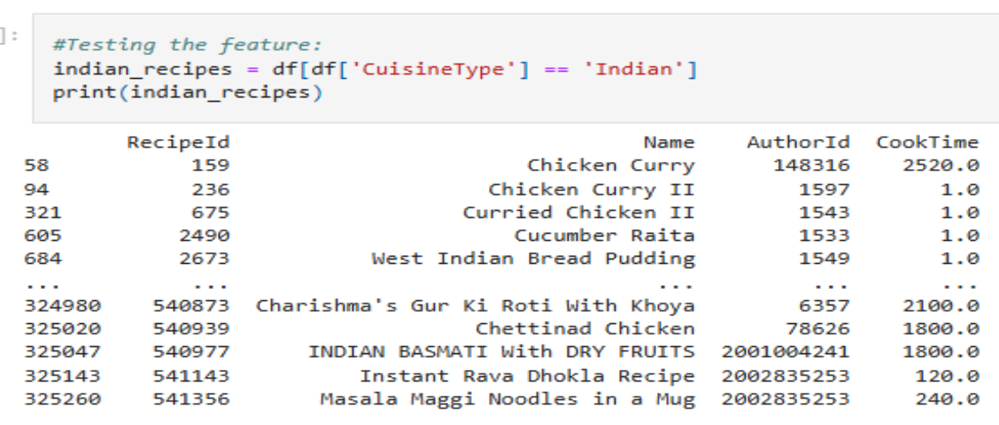 ]:
#Testing the feature:
indian_recipes = df[df['CuisineType'] == 'Indian']
print(indian_recipes)
RecipeId Name AuthorId CookTime
58 159 Chicken Curry 148316 2520.0
94 236 Chicken Curry II 1597 1.0
321 675 Curried Chicken II 1543 1.0
605 2490 Cucumber Raita 1533 1.0
684 2673 West Indian Bread Pudding 1549 1.0
... ... ... ... ...
324980 540873 Charishma's Gur Ki Roti With Khoya 6357 2100.0
325020 540939 Chettinad Chicken 78626 1800.0
325047 540977 INDIAN BASMATI With DRY FRUITS 2001004241 1800.0
325143 541143 Instant Rava Dhokla Recipe 2002835253 120.0
325260 541356 Masala Maggi Noodles in a Mug 2002835253 240.0